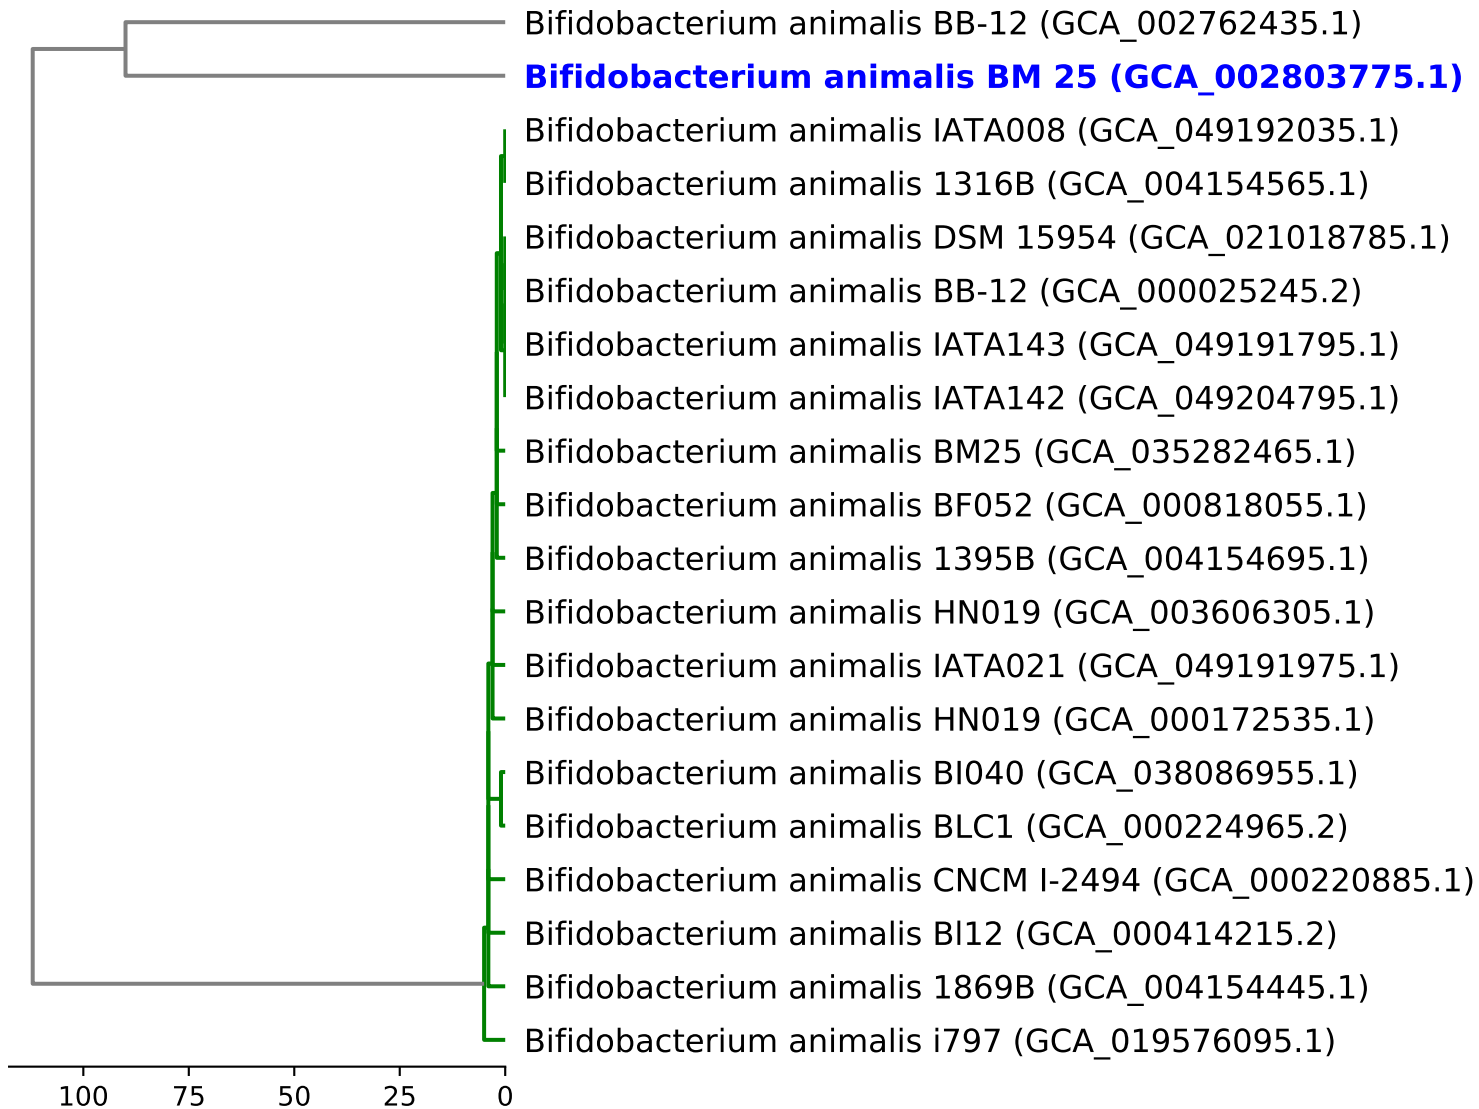 Bifidobacterium animalis BB-12 (GCA_002762435.1)
Bifidobacterium animalis BM 25 (GCA_002803775.1)
Bifidobacterium animalis IATA008 (GCA_049192035.1)
Bifidobacterium animalis 1316B (GCA_004154565.1)
Bifidobacterium animalis DSM 15954 (GCA_021018785.1)
Bifidobacterium animalis BB-12 (GCA_000025245.2)
Bifidobacterium animalis IATA143 (GCA_049191795.1)
Bifidobacterium animalis IATA142 (GCA_049204795.1)
Bifidobacterium animalis BM25 (GCA_035282465.1)
Bifidobacterium animalis BF052 (GCA_000818055.1)
Bifidobacterium animalis 1395B (GCA_004154695.1)
Bifidobacterium animalis HN019 (GCA_003606305.1)
Bifidobacterium animalis IATA021 (GCA_049191975.1)
Bifidobacterium animalis HN019 (GCA_000172535.1)
Bifidobacterium animalis BI040 (GCA_038086955.1)
Bifidobacterium animalis BLC1 (GCA_000224965.2)
Bifidobacterium animalis CNCM I-2494 (GCA_000220885.1)
Bifidobacterium animalis Bl12 (GCA_000414215.2)
Bifidobacterium animalis 1869B (GCA_004154445.1)
Bifidobacterium animalis i797 (GCA_019576095.1)
100 75 50 25 0